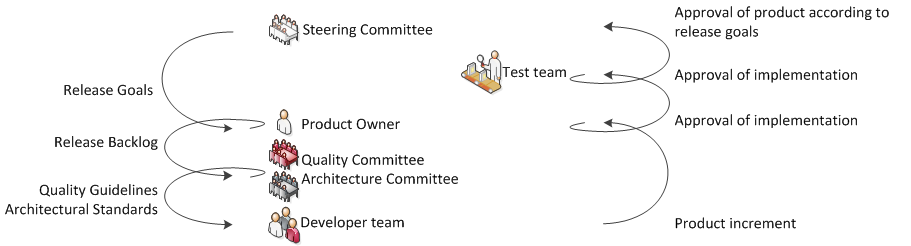 Approval of product according to
release goals
Steering Committee
Test team
Approval of implementation
Release Goals
Product Owner
Approval of implementation
Release Backlog
Quality Committee
Architecture Committee
Quality Guidelines
Architectural Standards
Developer team
Product increment